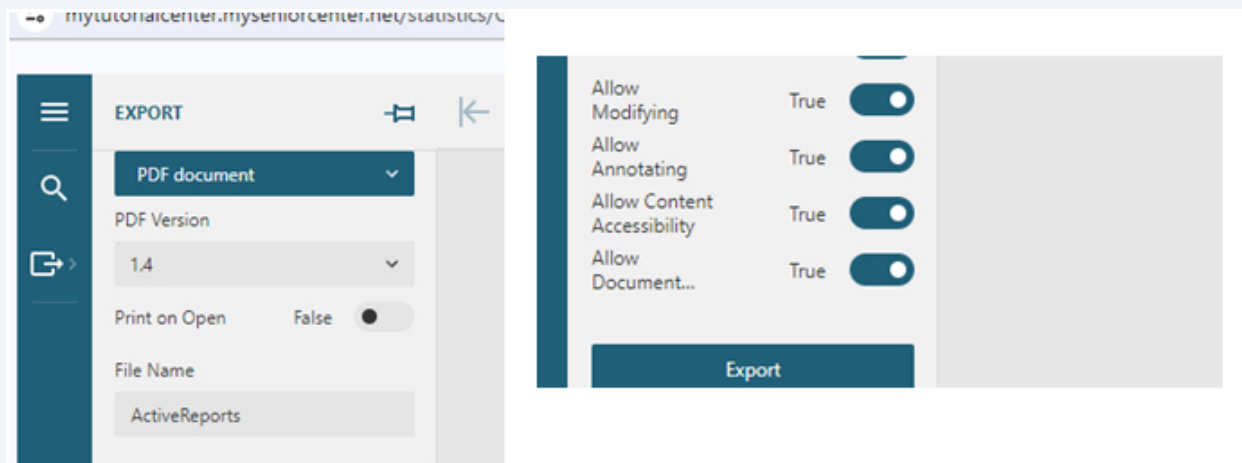 mytutorialcenter.myseniorcenter.net/statistics/
EXPORT
PDF document
PDF Version
1.4
Print on Open False
File Name
ActiveReports
Allow
Modifying
True
Allow
Annotating
True
Allow Content
Accessibility
True
Allow
Document...
True
Export